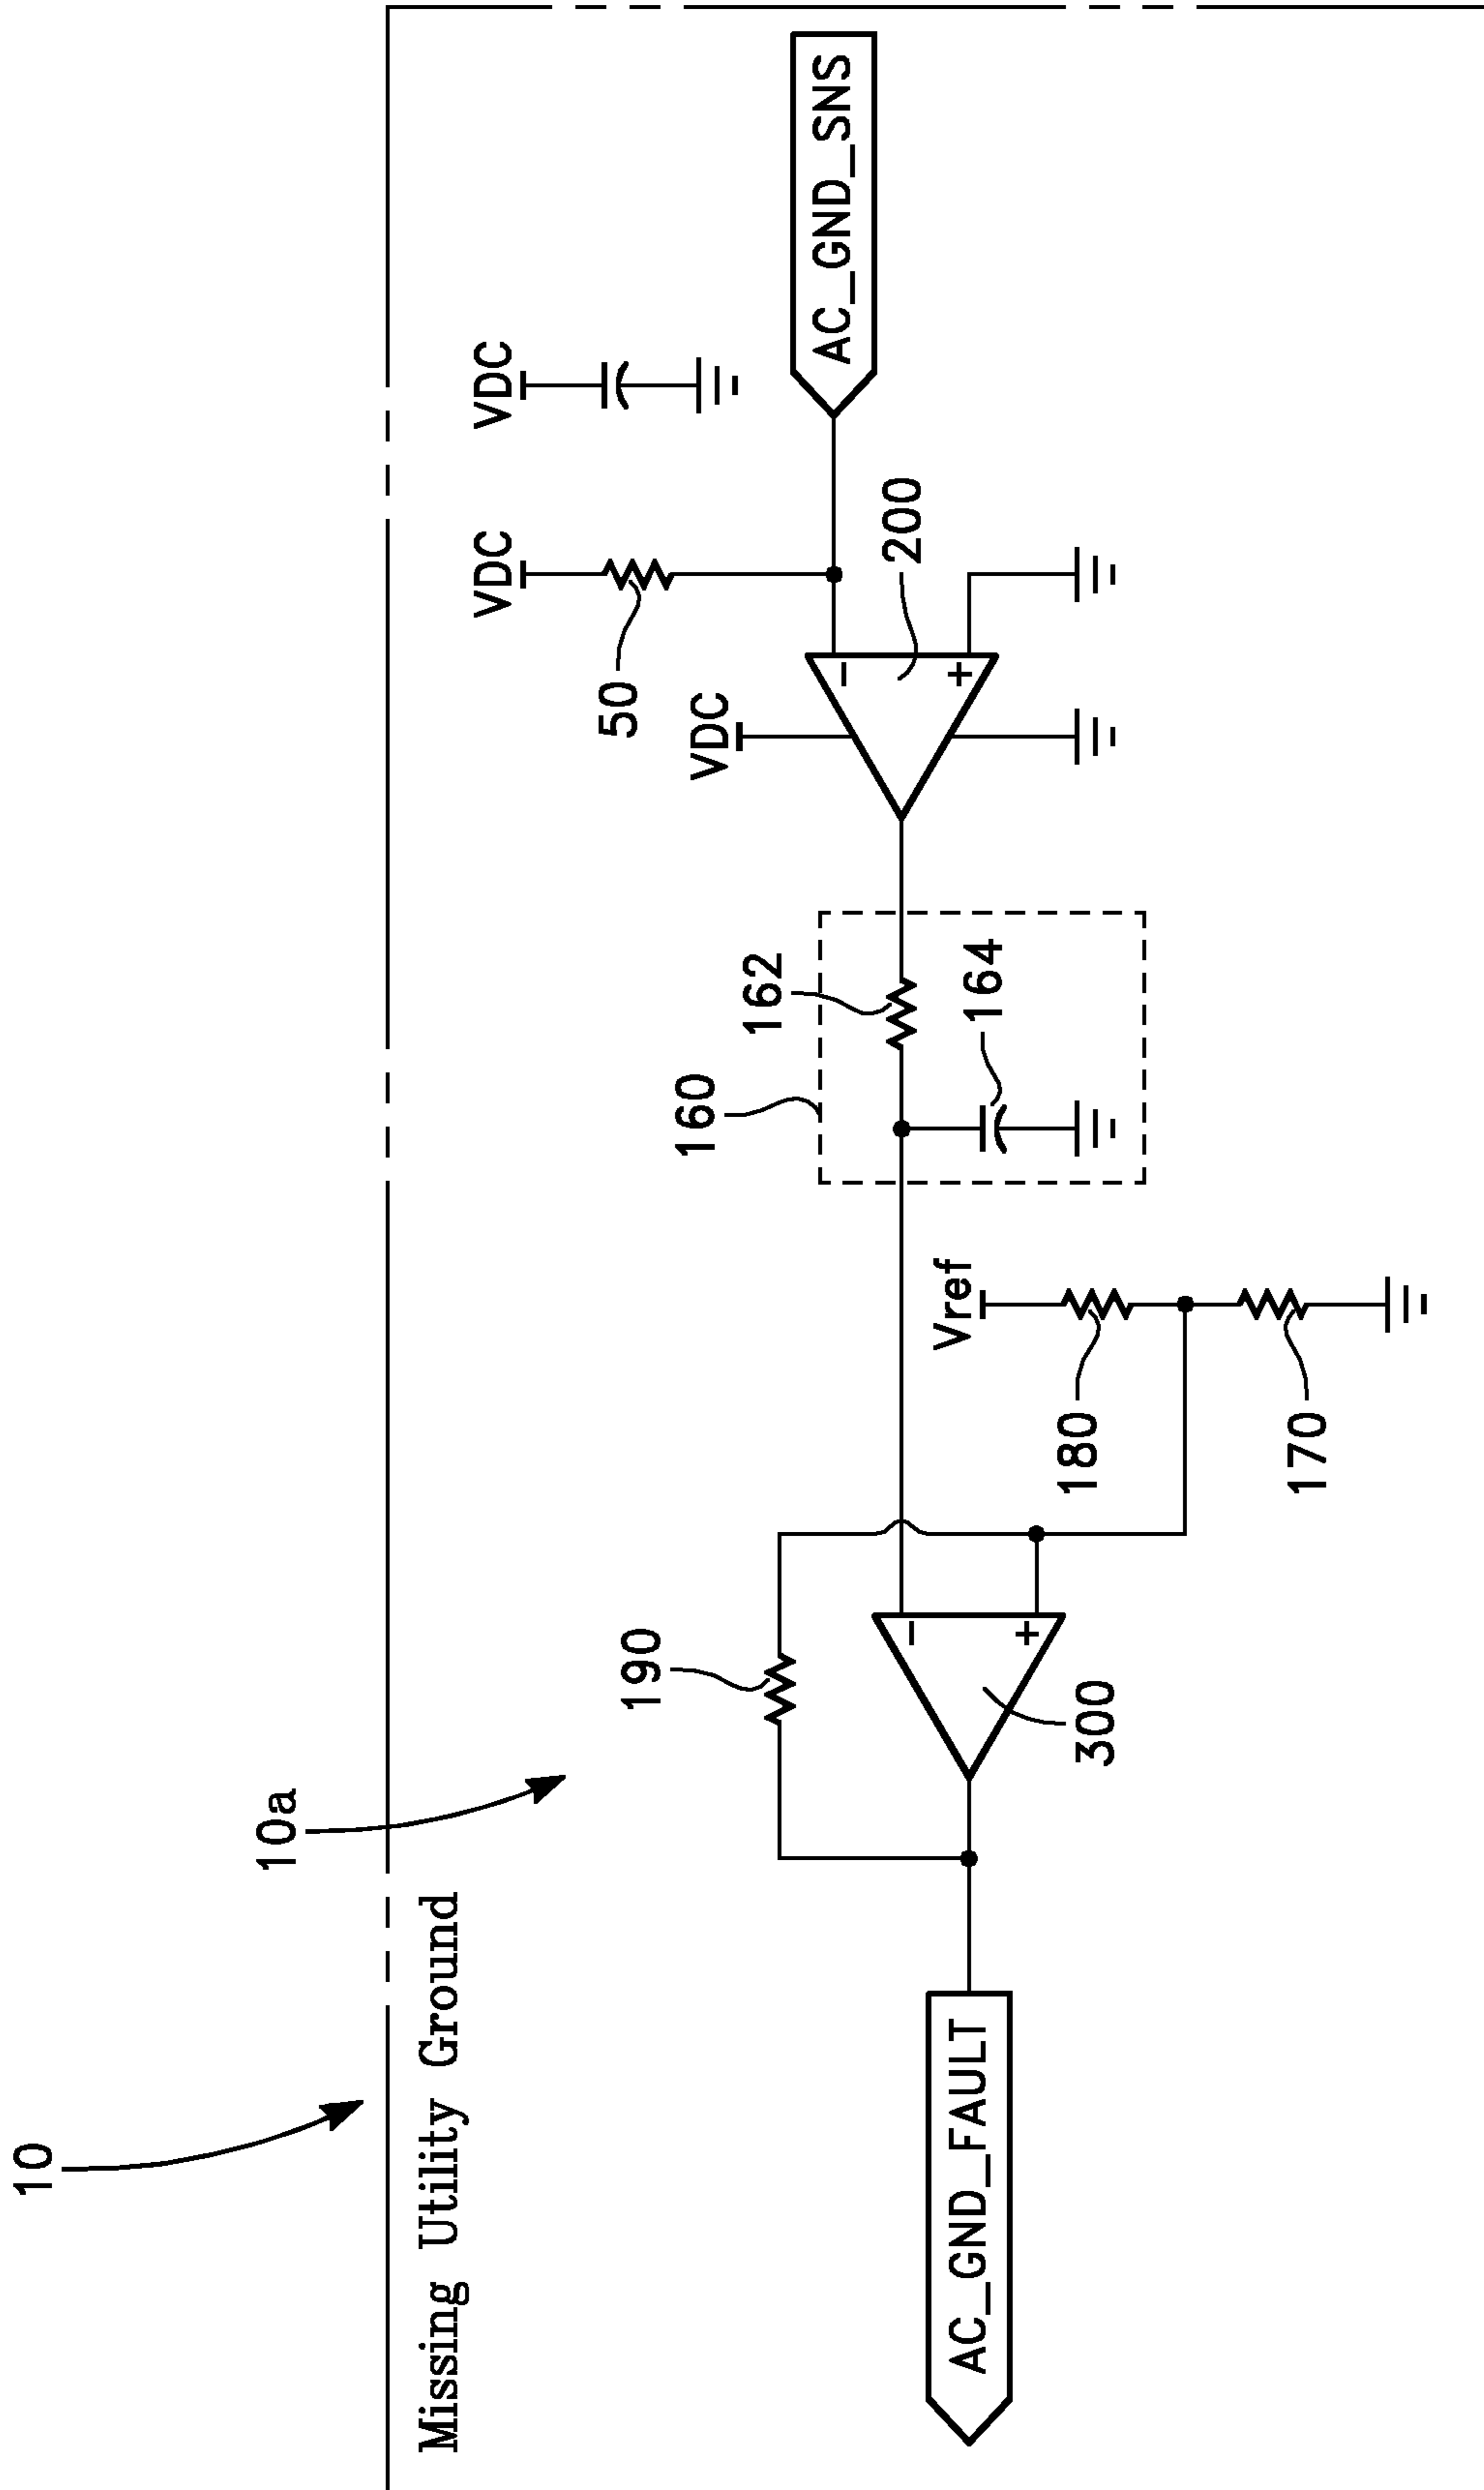 10
10a
Missing Utility Ground
VDC
VDC
50
VDC
AC_GND_SNS
200
162
164
160
Vref
180
170
190
300
AC_GND_FAULT
-
+
-
+